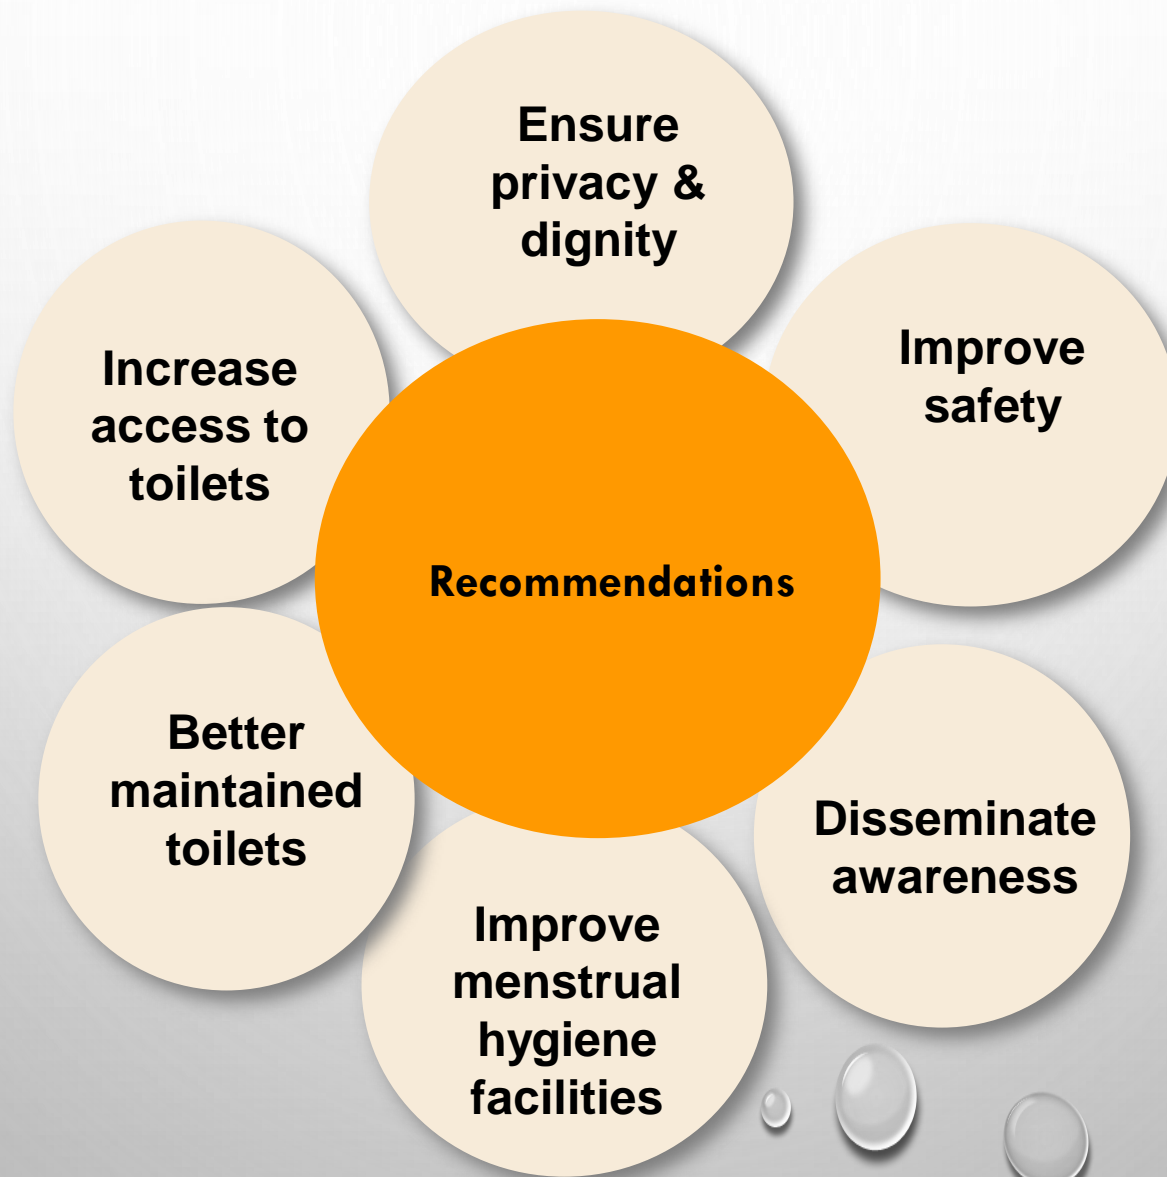 Ensure
privacy &
dignity
Improve
safety
Increase
access to
toilets
Recommendations
Better
maintained
toilets
Disseminate
awareness
Improve
menstrual
hygiene
facilities